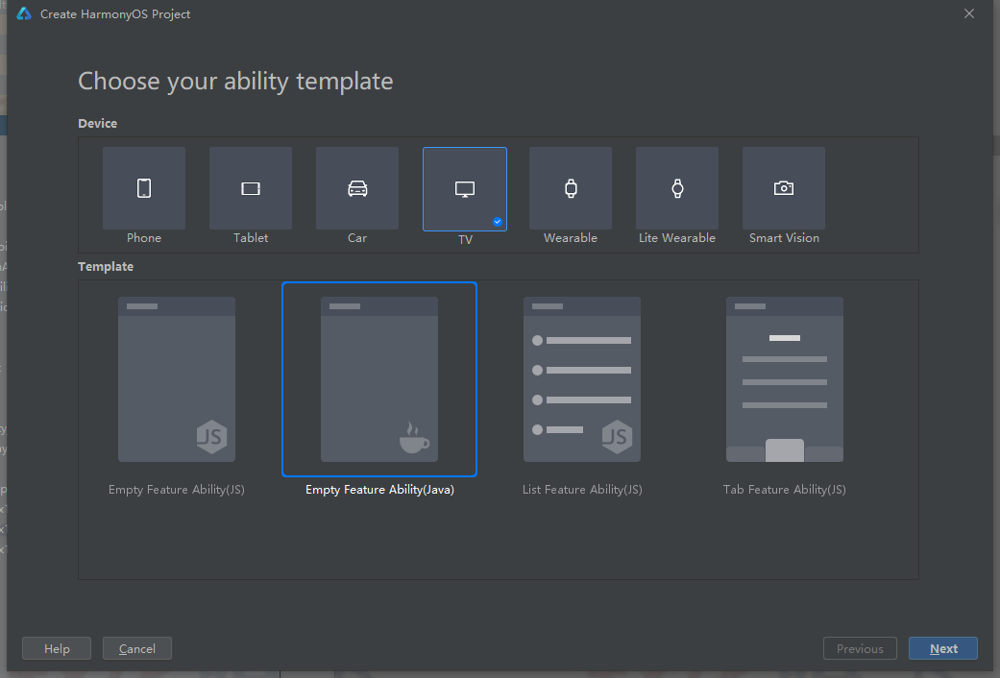 Create HarmonyOS Project
Choose your ability template
Device
Phone
Tablet
Car
TV
Wearable
Lite Wearable
Smart Vision
Template
JS
JS
Empty Feature Ability(JS)
Empty Feature Ability(Java)
List Feature Ability(JS)
Tab Feature Ability(JS)
Help
Cancel
Previous
Next